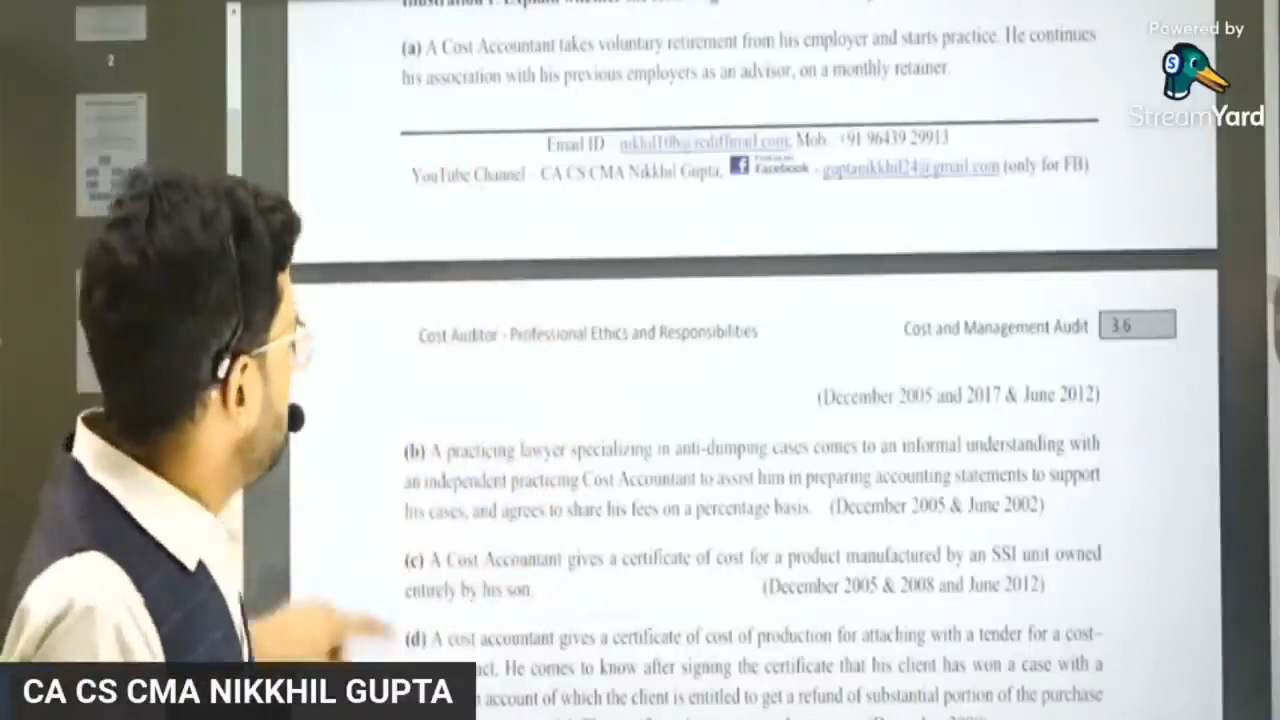 2
(a) A Cost Accountant takes voluntary retirement from his employer and starts practice. He continues
his association with his previous employers as an advisor, on a monthly retainer.
Email ID - nikhil10b@rediffmail.com, Mob. +91 96439 29913
YouTube Channel – CA CS CMA Nikkhil Gupta, Facebook - guptanikkhil24@gmail.com (only for FB)
Cost Auditor - Professional Ethics and Responsibilities Cost and Management Audit 3.6
(December 2005 and 2017 & June 2012)
(b) A practicing lawyer specializing in anti-dumping cases comes to an informal understanding with
an independent practicing Cost Accountant to assist him in preparing accounting statements to support
his cases, and agrees to share his fees on a percentage basis. (December 2005 & June 2002)
(c) A Cost Accountant gives a certificate of cost for a product manufactured by an SSI unit owned
entirely by his son. (December 2005 & 2008 and June 2012)
(d) A cost accountant gives a certificate of cost of production for attaching with a tender for a cost–
act. He comes to know after signing the certificate that his client has won a case with a
account of which the client is entitled to get a refund of substantial portion of the purchase
Powered by
StreamYard
CA CS CMA NIKKHIL GUPTA